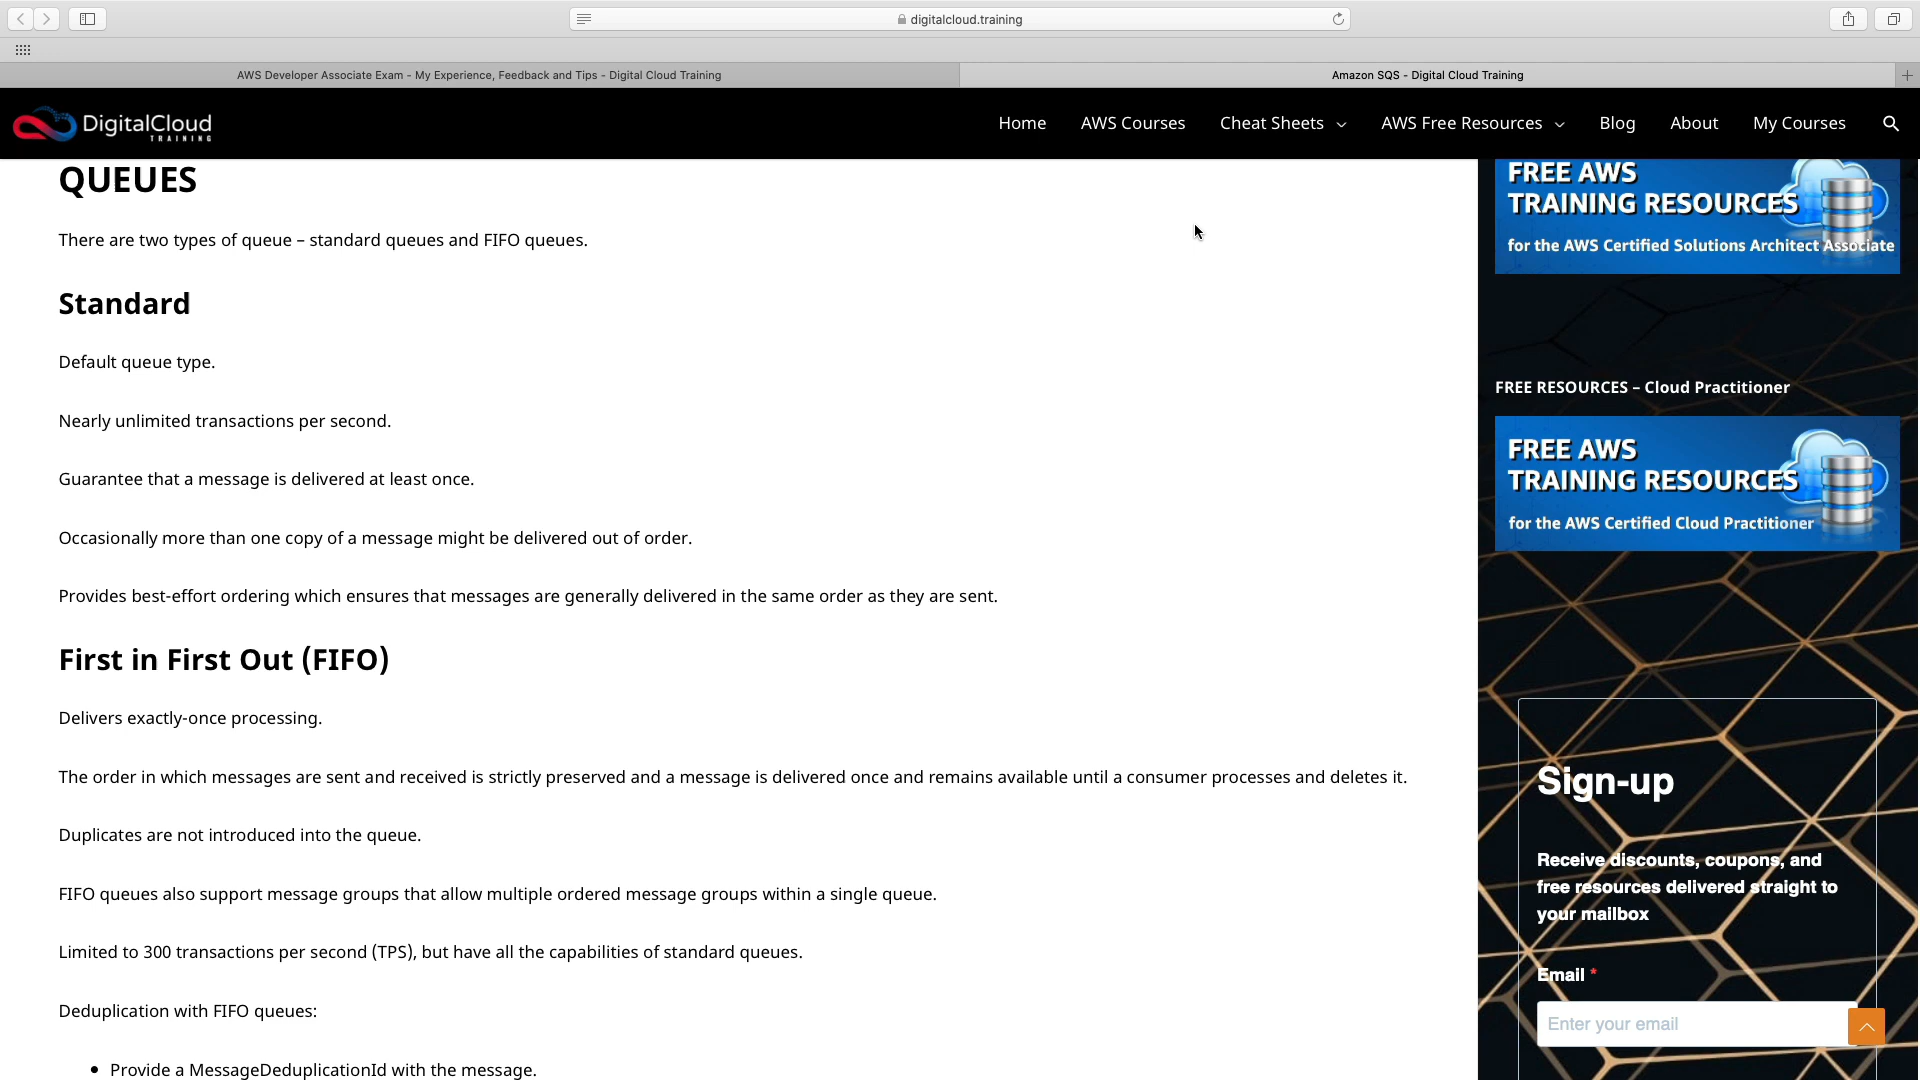 digitalcloud.training
AWS Developer Associate Exam - My Experience, Feedback and Tips - Digital Cloud Training
Amazon SQS - Digital Cloud Training
DigitalCloud
TRAINING
Home
AWS Courses
Cheat Sheets
AWS Free Resources
Blog
About
My Courses
QUEUES
There are two types of queue – standard queues and FIFO queues.
Standard
Default queue type.
Nearly unlimited transactions per second.
Guarantee that a message is delivered at least once.
Occasionally more than one copy of a message might be delivered out of order.
Provides best-effort ordering which ensures that messages are generally delivered in the same order as they are sent.
First in First Out (FIFO)
Delivers exactly-once processing.
The order in which messages are sent and received is strictly preserved and a message is delivered once and remains available until a consumer processes and deletes it.
Duplicates are not introduced into the queue.
FIFO queues also support message groups that allow multiple ordered message groups within a single queue.
Limited to 300 transactions per second (TPS), but have all the capabilities of standard queues.
Deduplication with FIFO queues:
• Provide a MessageDeduplicationId with the message.
FREE AWS
TRAINING RESOURCES
for the AWS Certified Solutions Architect Associate
FREE RESOURCES – Cloud Practitioner
FREE AWS
TRAINING RESOURCES
for the AWS Certified Cloud Practitioner
Sign-up
Receive discounts, coupons, and
free resources delivered straight to
your mailbox
Email *
Enter your email